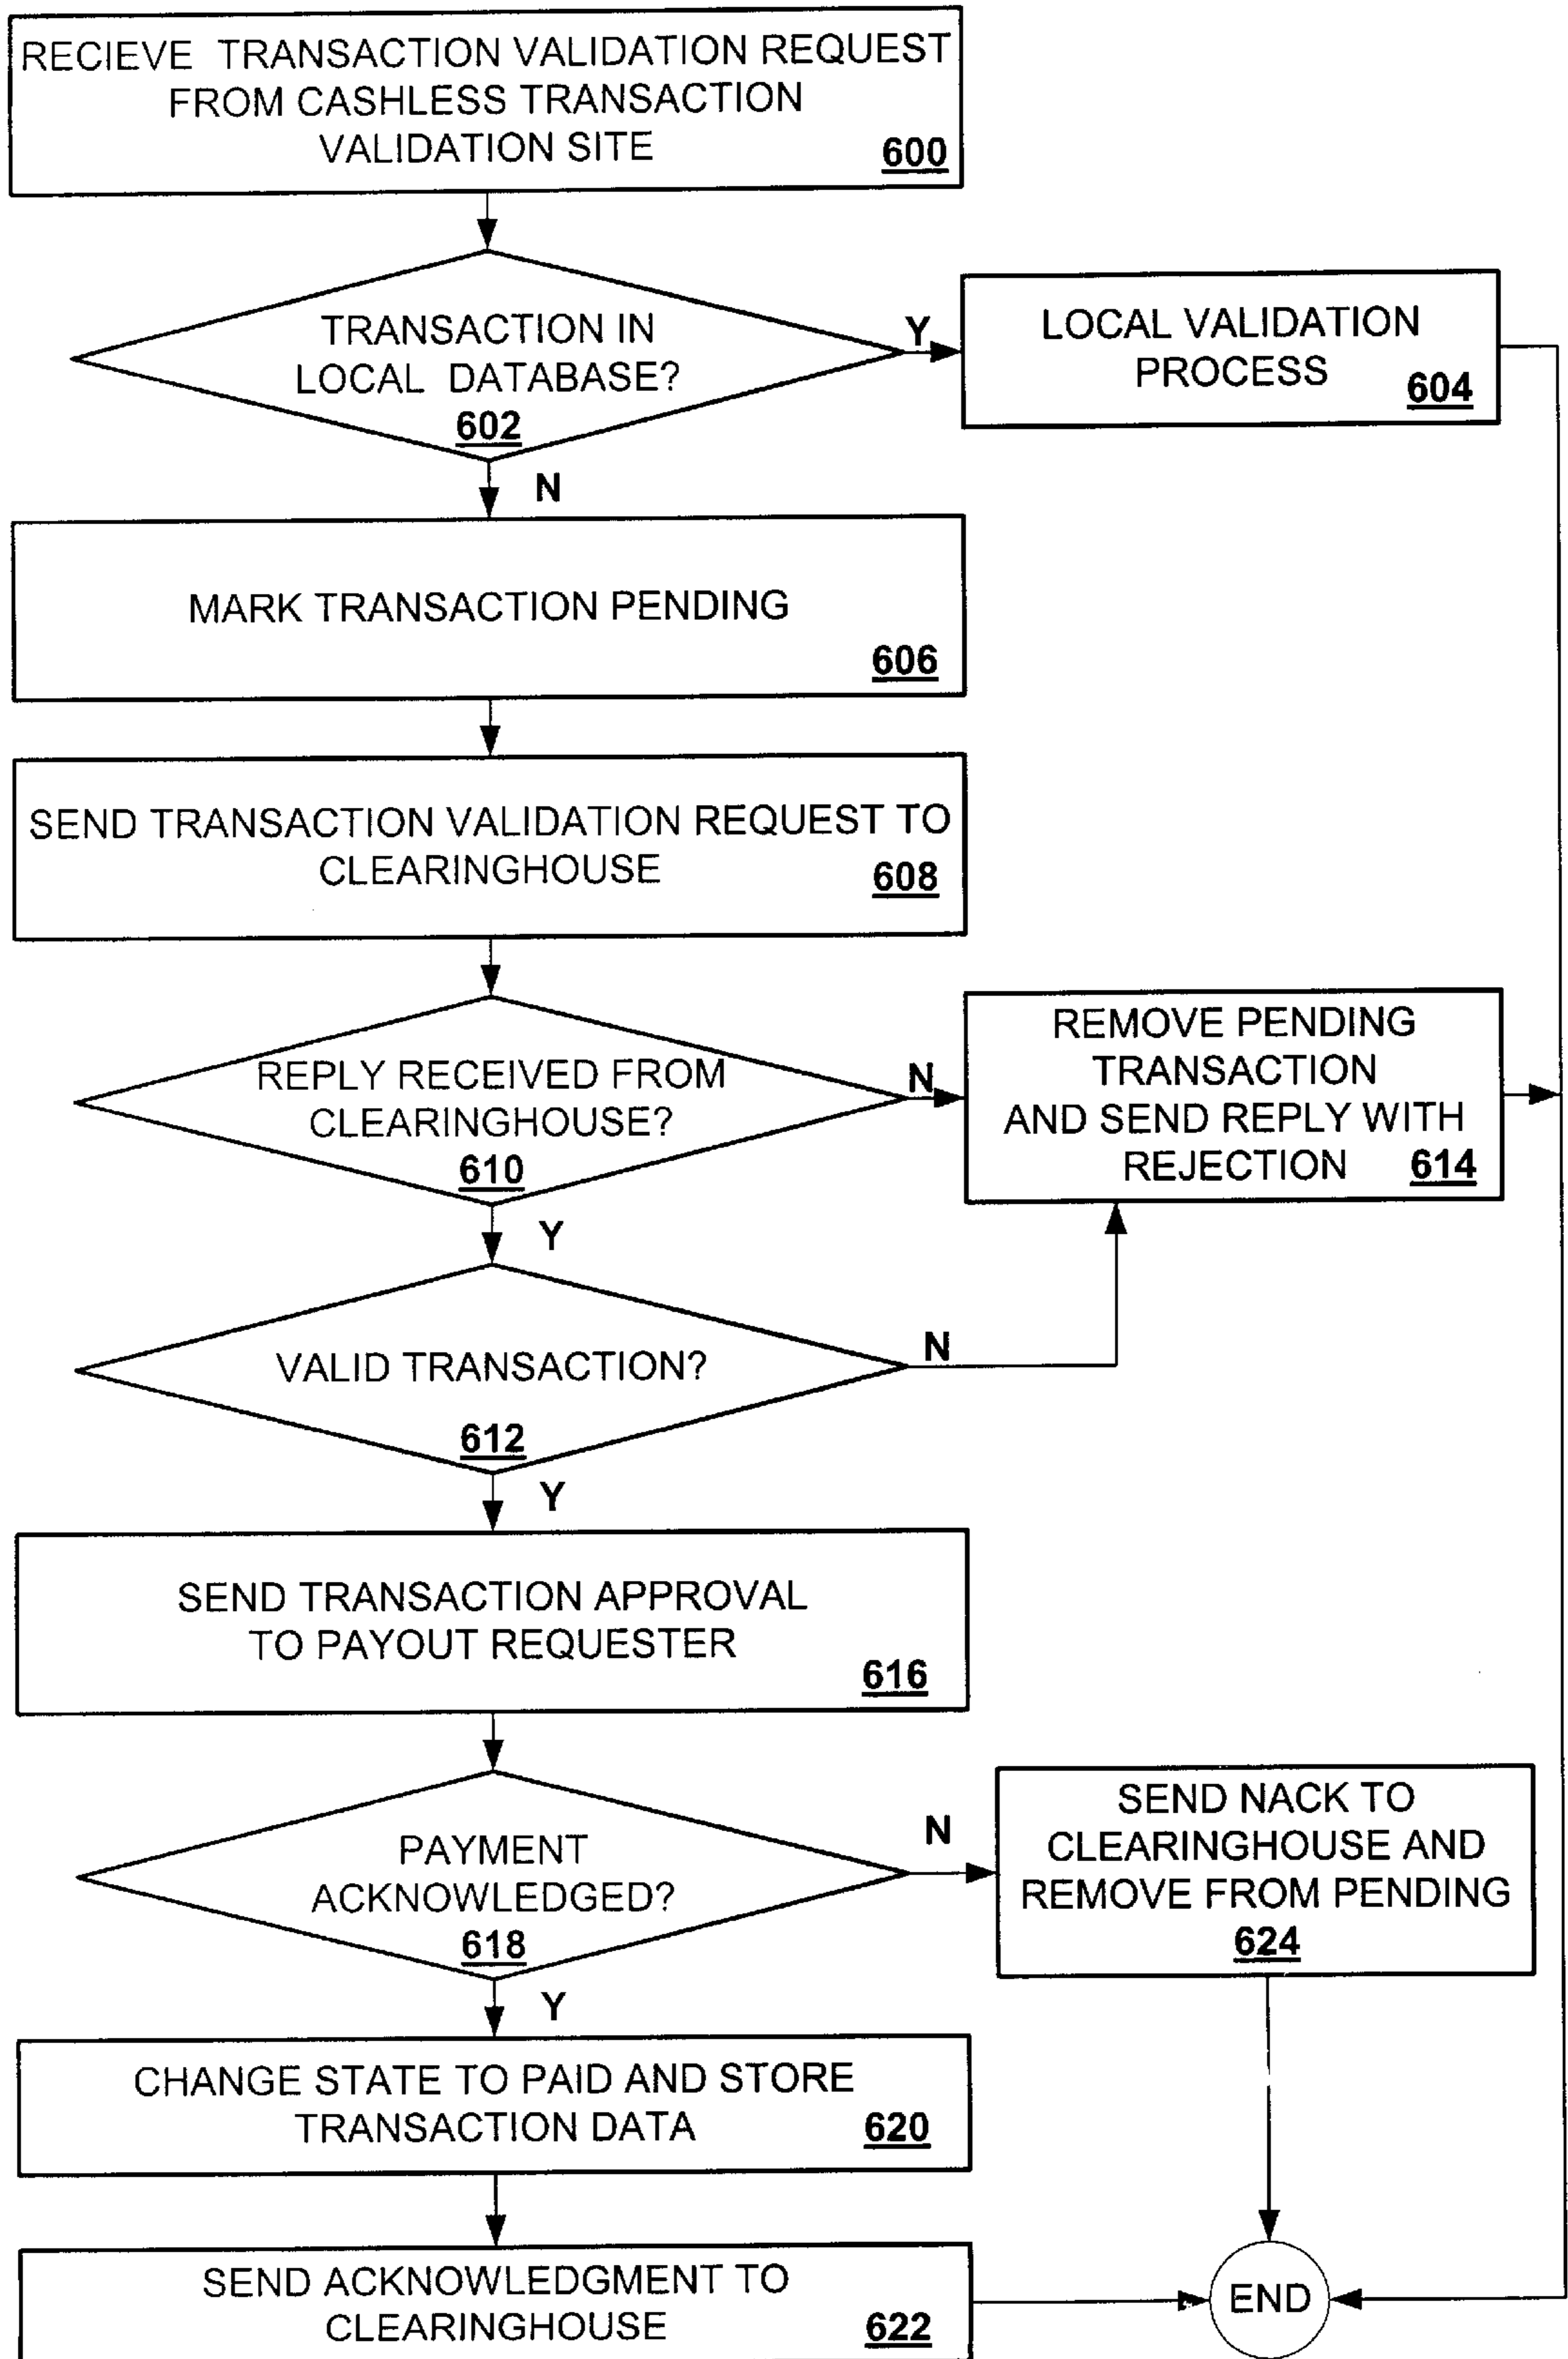 RECIEVE TRANSACTION VALIDATION REQUEST
FROM CASHLESS TRANSACTION
VALIDATION SITE
600
TRANSACTION IN
LOCAL DATABASE?
602
Y
LOCAL VALIDATION
PROCESS
604
N
MARK TRANSACTION PENDING
606
SEND TRANSACTION VALIDATION REQUEST TO
CLEARINGHOUSE
608
REPLY RECEIVED FROM
CLEARINGHOUSE?
610
N
REMOVE PENDING
TRANSACTION
AND SEND REPLY WITH
REJECTION
614
Y
VALID TRANSACTION?
612
N
Y
SEND TRANSACTION APPROVAL
TO PAYOUT REQUESTER
616
PAYMENT
ACKNOWLEDGED?
618
N
SEND NACK TO
CLEARINGHOUSE AND
REMOVE FROM PENDING
624
Y
CHANGE STATE TO PAID AND STORE
TRANSACTION DATA
620
SEND ACKNOWLEDGMENT TO
CLEARINGHOUSE
622
END